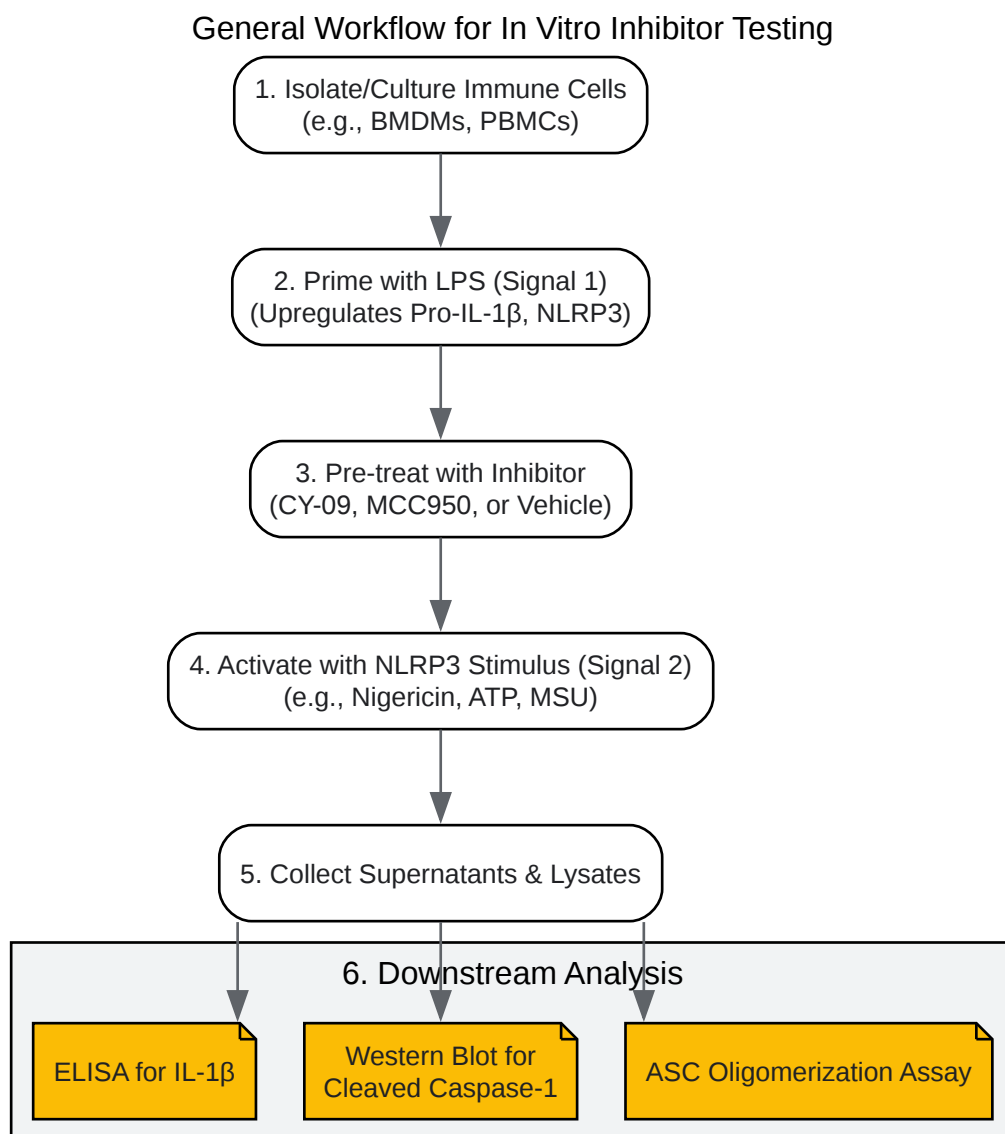 General Workflow for In Vitro Inhibitor Testing
1. Isolate/Culture Immune Cells
(e.g., BMDMs, PBMCs)
2. Prime with LPS (Signal 1)
(Upregulates Pro-IL-1β, NLRP3)
3. Pre-treat with Inhibitor
(CY-09, MCC950, or Vehicle)
4. Activate with NLRP3 Stimulus (Signal 2)
(e.g., Nigericin, ATP, MSU)
5. Collect Supernatants & Lysates
6. Downstream Analysis
ELISA for IL-1β
Western Blot for
Cleaved Caspase-1
ASC Oligomerization Assay